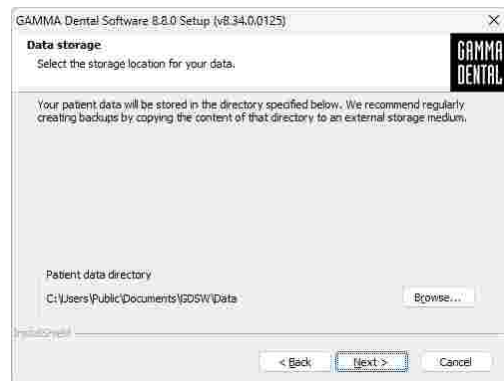 GAMMA Dental Software 8.8.0 Setup (v8.34.0.0125)
Data storage
Select the storage location for your data.
GAMMA
DENTAL
Your patient data will be stored in the directory specified below. We recommend regularly
creating backups by copying the content of that directory to an external storage medium.
Patient data directory
C:\Users\Public\Documents\GDSW\Data
Browse...
InstallShield
< Back
Next >
Cancel